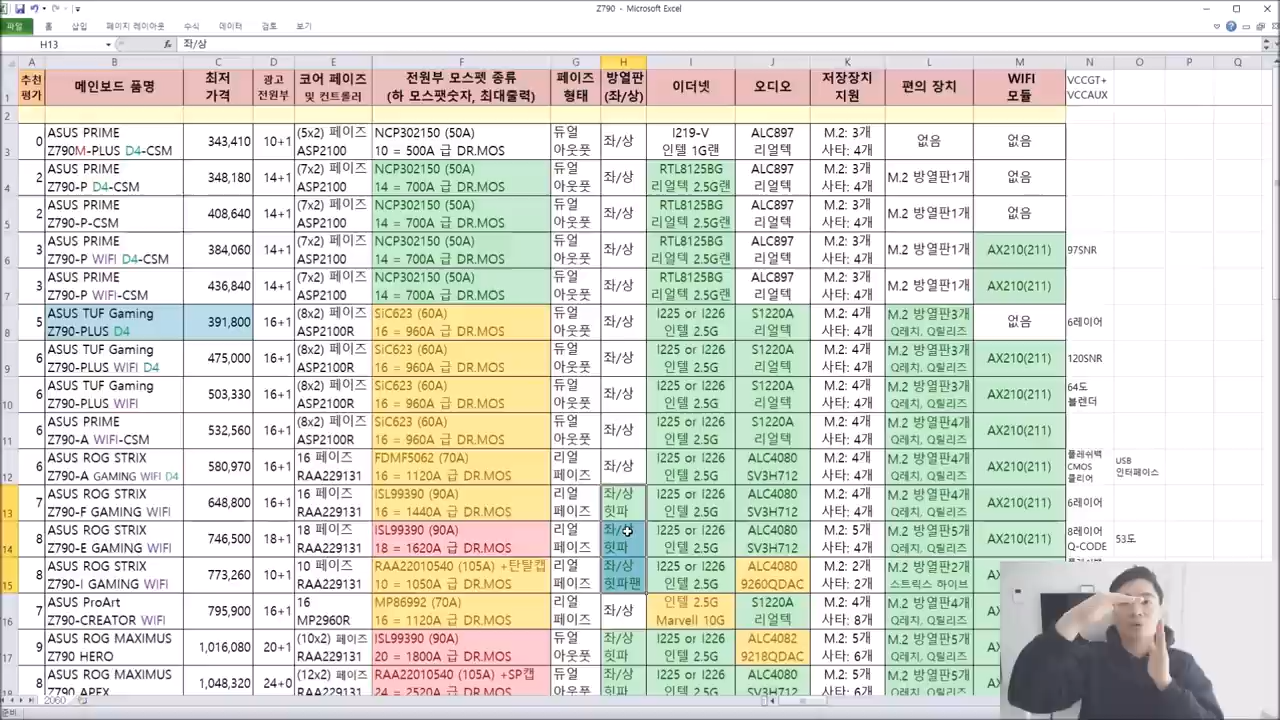 Z790 - Microsoft Excel
파일 홈 삽입 페이지 레이아웃 수식 데이터 검토 보기
H13 fx 좌/상
A B C D E F G H I J K L M N O P Q
1 추천 평가 메인보드 품명 최저 가격 광고 전원부 코어 페이즈 및 컨트롤러 전원부 모스펫 종류 (하 모스펫숫자, 최대출력) 페이즈 형태 방열판 (좌/상) 이더넷 오디오 저장장치 지원 편의 장치 WIFI 모듈 VCCGT+ VCCAUX
2
3 0 ASUS PRIME Z790M-PLUS D4-CSM 343,410 10+1 (5x2) 페이즈 ASP2100 NCP302150 (50A) 10 = 500A 급 DR.MOS 듀얼 아웃풋 좌/상 I219-V 인텔 1G랜 ALC897 리얼텍 M.2: 3개 사타: 4개 없음 없음
4 2 ASUS PRIME Z790-P D4-CSM 348,180 14+1 (7x2) 페이즈 ASP2100 NCP302150 (50A) 14 = 700A 급 DR.MOS 듀얼 아웃풋 좌/상 RTL8125BG 리얼텍 2.5G랜 ALC897 리얼텍 M.2: 3개 사타: 4개 M.2 방열판1개 없음
5 2 ASUS PRIME Z790-P-CSM 408,640 14+1 (7x2) 페이즈 ASP2100 NCP302150 (50A) 14 = 700A 급 DR.MOS 듀얼 아웃풋 좌/상 RTL8125BG 리얼텍 2.5G랜 ALC897 리얼텍 M.2: 3개 사타: 4개 M.2 방열판1개 없음
6 3 ASUS PRIME Z790-P WIFI D4-CSM 384,060 14+1 (7x2) 페이즈 ASP2100 NCP302150 (50A) 14 = 700A 급 DR.MOS 듀얼 아웃풋 좌/상 RTL8125BG 리얼텍 2.5G랜 ALC897 리얼텍 M.2: 3개 사타: 4개 M.2 방열판1개 AX210(211) 97SNR
7 3 ASUS PRIME Z790-P WIFI-CSM 436,840 14+1 (7x2) 페이즈 ASP2100 NCP302150 (50A) 14 = 700A 급 DR.MOS 듀얼 아웃풋 좌/상 RTL8125BG 리얼텍 2.5G랜 ALC897 리얼텍 M.2: 3개 사타: 4개 M.2 방열판1개 AX210(211)
8 5 ASUS TUF Gaming Z790-PLUS D4 391,800 16+1 (8x2) 페이즈 ASP2100R SiC623 (60A) 16 = 960A 급 DR.MOS 듀얼 아웃풋 좌/상 I225 or I226 인텔 2.5G S1220A 리얼텍 M.2: 4개 사타: 4개 M.2 방열판3개 Q레치, Q릴리즈 없음 6레이어
9 6 ASUS TUF Gaming Z790-PLUS WIFI D4 475,000 16+1 (8x2) 페이즈 ASP2100R SiC623 (60A) 16 = 960A 급 DR.MOS 듀얼 아웃풋 좌/상 I225 or I226 인텔 2.5G S1220A 리얼텍 M.2: 4개 사타: 4개 M.2 방열판3개 Q레치, Q릴리즈 AX210(211) 120SNR
10 6 ASUS TUF Gaming Z790-PLUS WIFI 503,330 16+1 (8x2) 페이즈 ASP2100R SiC623 (60A) 16 = 960A 급 DR.MOS 듀얼 아웃풋 좌/상 I225 or I226 인텔 2.5G S1220A 리얼텍 M.2: 4개 사타: 4개 M.2 방열판3개 Q레치, Q릴리즈 AX210(211) 64도 블렌더
11 6 ASUS PRIME Z790-A WIFI-CSM 532,560 16+1 (8x2) 페이즈 ASP2100R SiC623 (60A) 16 = 960A 급 DR.MOS 듀얼 아웃풋 좌/상 I225 or I226 인텔 2.5G S1220A 리얼텍 M.2: 4개 사타: 4개 M.2 방열판4개 Q레치, Q릴리즈 AX210(211)
12 6 ASUS ROG STRIX Z790-A GAMING WIFI D4 580,970 16+1 16 페이즈 RAA229131 FDMF5062 (70A) 16 = 1120A 급 DR.MOS 리얼 페이즈 좌/상 I225 or I226 인텔 2.5G ALC4080 SV3H712 M.2: 4개 사타: 4개 M.2 방열판4개 Q레치, Q릴리즈 AX210(211) 플래쉬백 CMOS 클리어 USB 인터페이스
13 7 ASUS ROG STRIX Z790-F GAMING WIFI 648,800 16+1 16 페이즈 RAA229131 ISL99390 (90A) 16 = 1440A 급 DR.MOS 리얼 페이즈 좌/상 힛파 I225 or I226 인텔 2.5G ALC4080 SV3H712 M.2: 4개 사타: 4개 M.2 방열판4개 Q레치, Q릴리즈 AX210(211) 6레이어
14 8 ASUS ROG STRIX Z790-E GAMING WIFI 746,500 18+1 18 페이즈 RAA229131 ISL99390 (90A) 18 = 1620A 급 DR.MOS 리얼 페이즈 좌/상 힛파 I225 or I226 인텔 2.5G ALC4080 SV3H712 M.2: 5개 사타: 4개 M.2 방열판5개 Q레치, Q릴리즈 AX210(211) 8레이어 Q-CODE 53도
15 8 ASUS ROG STRIX Z790-I GAMING WIFI 773,260 10+1 10 페이즈 RAA229131 RAA22010540 (105A) +탄탈캡 10 = 1050A 급 DR.MOS 리얼 페이즈 좌/상 힛파팬 I225 or I226 인텔 2.5G ALC4080 9260QDAC M.2: 2개 사타: 2개 M.2 방열판2개 스트릭스 하이브
16 7 ASUS ProArt Z790-CREATOR WIFI 795,900 16+1 16 MP2960R MP86992 (70A) 16 = 1120A 급 DR.MOS 리얼 페이즈 좌/상 인텔 2.5G Marvell 10G S1220A 리얼텍 M.2: 4개 사타: 8개 M.2 방열판4개 Q레치, Q릴리즈
17 9 ASUS ROG MAXIMUS Z790 HERO 1,016,080 20+1 (10x2) 페이즈 RAA229131 ISL99390 (90A) 20 = 1800A 급 DR.MOS 리얼 아웃풋 좌/상 힛파 I225 or I226 인텔 2.5G ALC4082 9218QDAC M.2: 5개 사타: 6개 M.2 방열판5개 Q레치, Q릴리즈
18 ASUS ROG MAXIMUS Z790 APEX 1,048,320 24+0 (12x2) 페이즈 RAA229131 RAA22010540 (105A) +SP캡 24 = 2520A 급 DR.MOS 리얼 아웃풋 좌/상 힛파 I225 or I226 인텔 2.5G ALC4080 SV3H712 M.2: 5개 M.2 방열판5개 Q레치, Q릴리즈
2060
준비